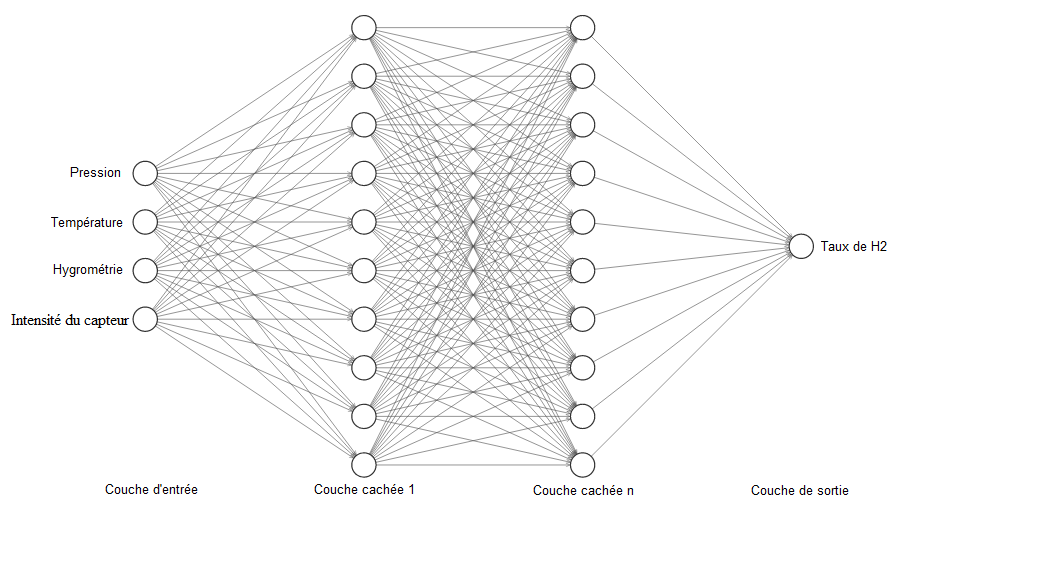 Pression
Température
Hygrométrie
Intensité du capteur
Taux de H2
Couche d'entrée
Couche cachée 1
Couche cachée n
Couche de sortie